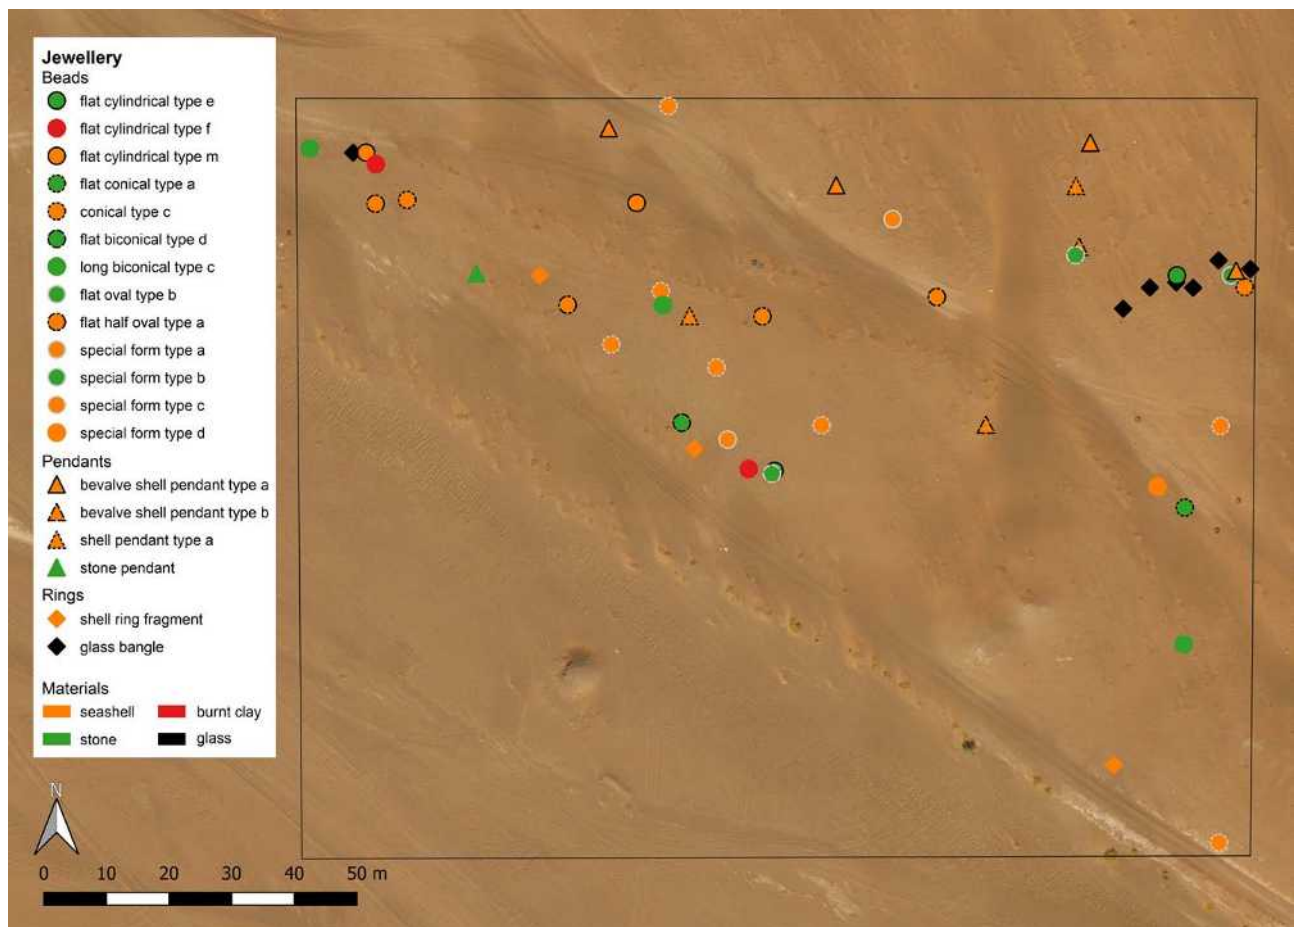 Jewellery
Beads
flat cylindrical type e
flat cylindrical type f
flat cylindrical type m
flat conical type a
conical type c
flat biconical type d
long biconical type c
flat oval type b
flat half oval type a
special form type a
special form type b
special form type c
special form type d
Pendants
bevalve shell pendant type a
bevalve shell pendant type b
shell pendant type a
stone pendant
Rings
shell ring fragment
glass bangle
Materials
seashell burnt clay
stone glass
N
0 10 20 30 40 50 m